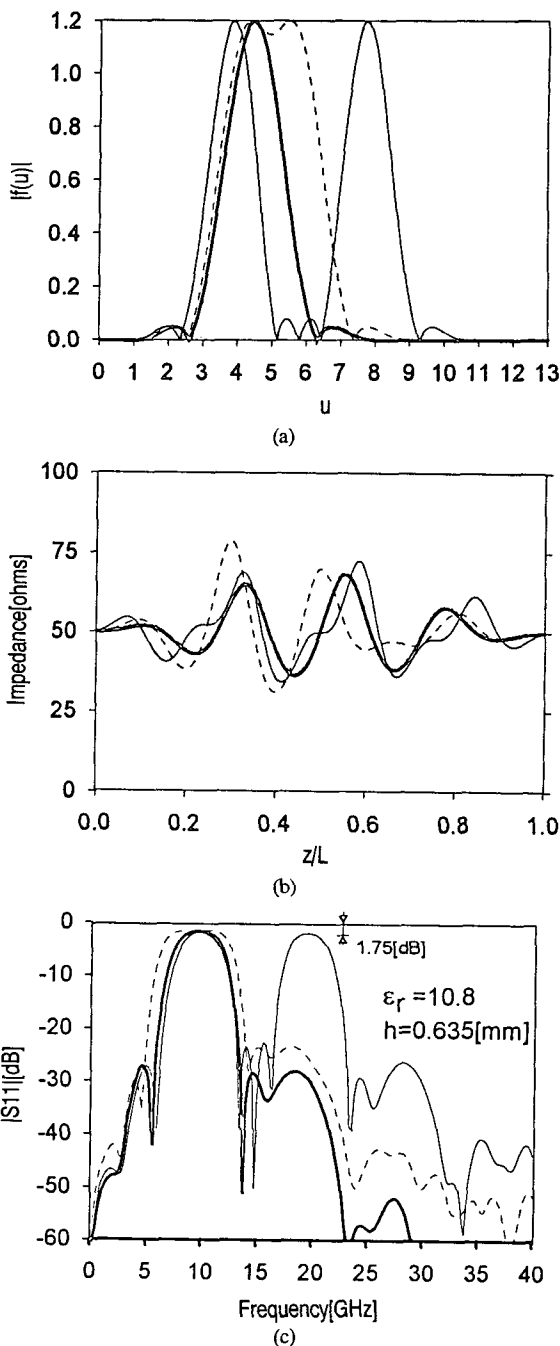 1.2
1.0
0.8
0.6
0.4
0.2
0.0
|f(u)|
0 1 2 3 4 5 6 7 8 9 10 11 12 13
u
(a)
100
75
50
25
0
Impedance[ohms]
0.0 0.2 0.4 0.6 0.8 1.0
z/L
(b)
0
-10
-20
-30
-40
-50
-60
|S11|[dB]
1.75[dB]
εr =10.8
h=0.635[mm]
0 5 10 15 20 25 30 35 40
Frequency[GHz]
(c)